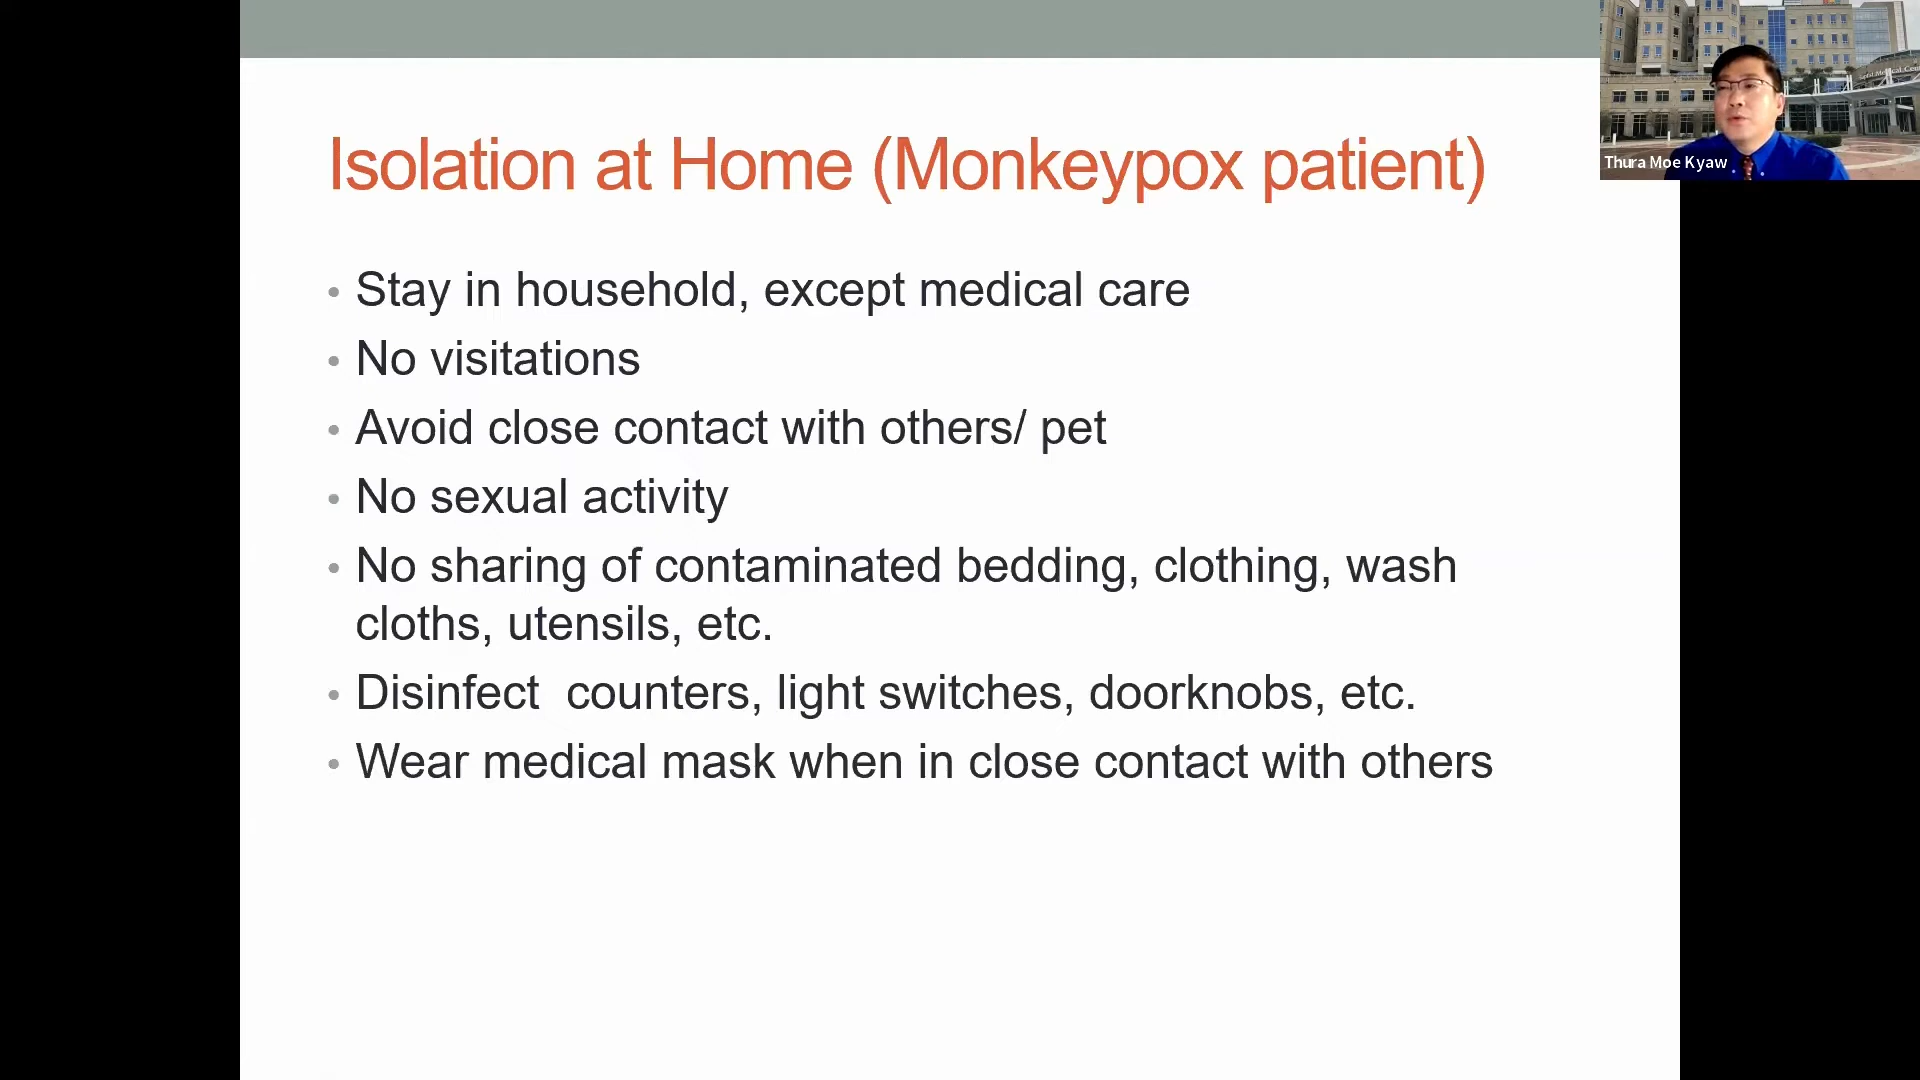 Isolation at Home (Monkeypox patient)
• Stay in household, except medical care
• No visitations
• Avoid close contact with others/ pet
• No sexual activity
• No sharing of contaminated bedding, clothing, wash
cloths, utensils, etc.
• Disinfect  counters, light switches, doorknobs, etc.
• Wear medical mask when in close contact with others
Thura Moe Kyaw